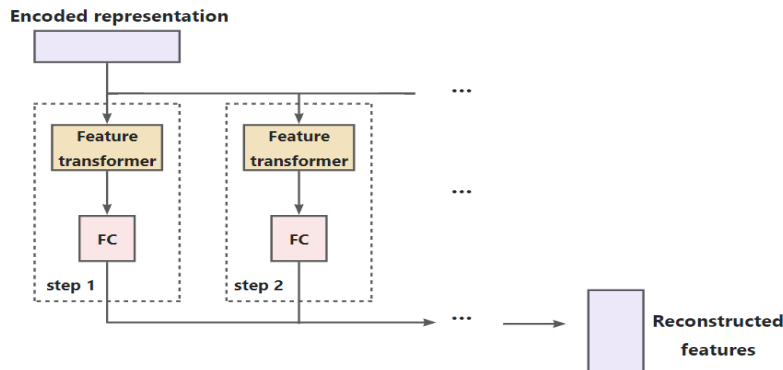 Encoded representation
...
Feature
transformer
Feature
transformer
...
FC
FC
step 1
step 2
...
Reconstructed
features